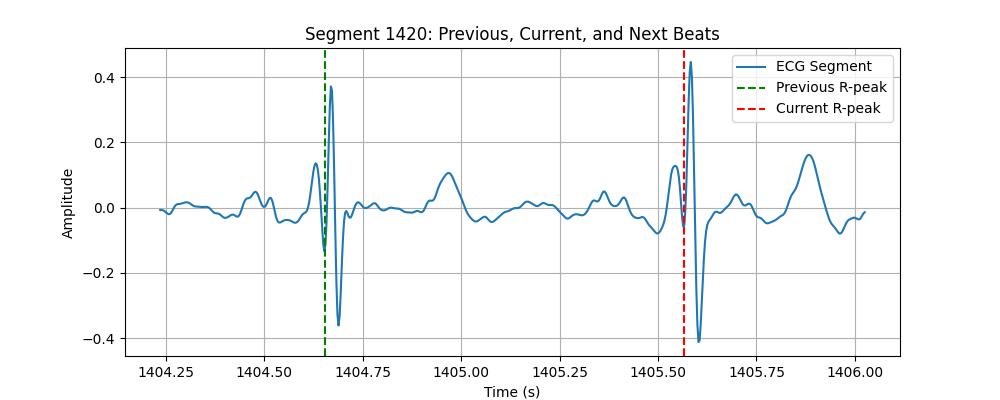 Segment 1420: Previous, Current, and Next Beats
ECG Segment
Previous R-peak
Current R-peak
Amplitude
0.4
0.2
0.0
−0.2
−0.4
1404.25 1404.50 1404.75 1405.00 1405.25 1405.50 1405.75 1406.00
Time (s)